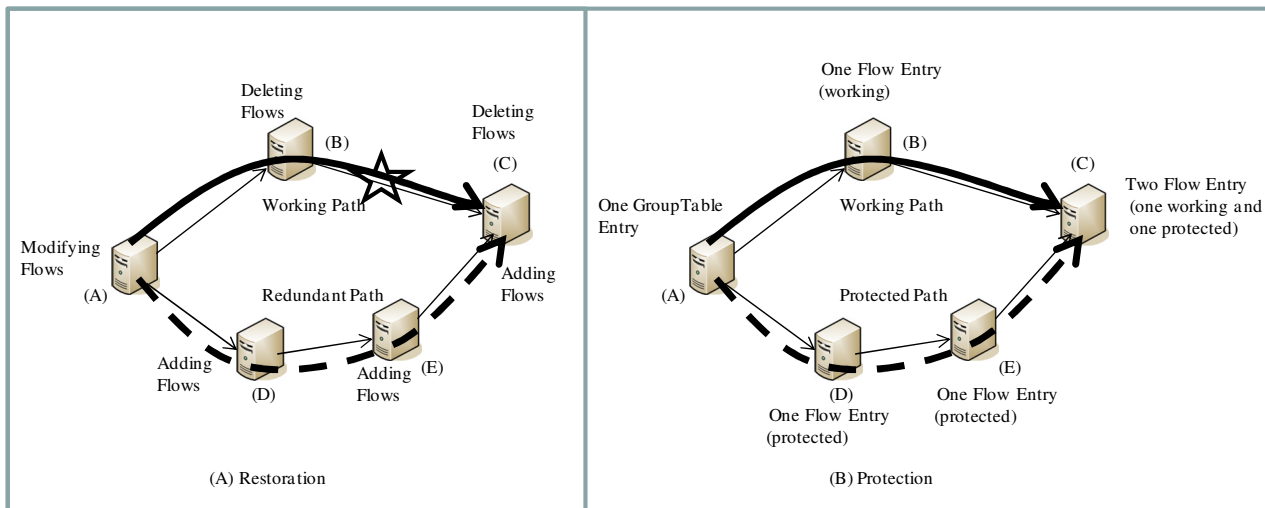 Deleting
Flows
(B)
Deleting
Flows
(C)
Working Path
Modifying
Flows
(A)
Redundant Path
Adding
Flows
Adding
Flows
(D)
Adding
Flows
(E)
(A) Restoration
One Flow Entry
(working)
(B)
(C)
Two Flow Entry
(one working and
one protected)
One Group Table
Entry
Working Path
(A)
Protected Path
(E)
(D)
One Flow Entry
(protected)
One Flow Entry
(protected)
(B) Protection